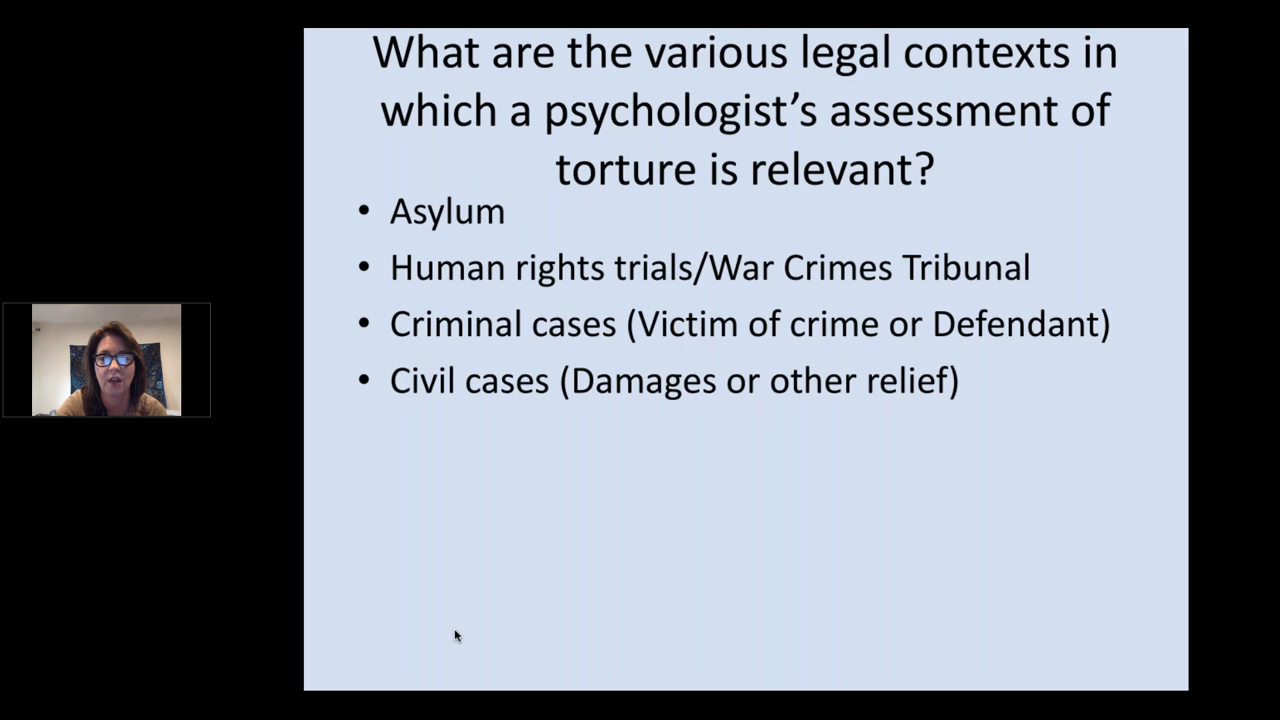 What are the various legal contexts in
which a psychologist’s assessment of
torture is relevant?
• Asylum
• Human rights trials/War Crimes Tribunal
• Criminal cases (Victim of crime or Defendant)
• Civil cases (Damages or other relief)